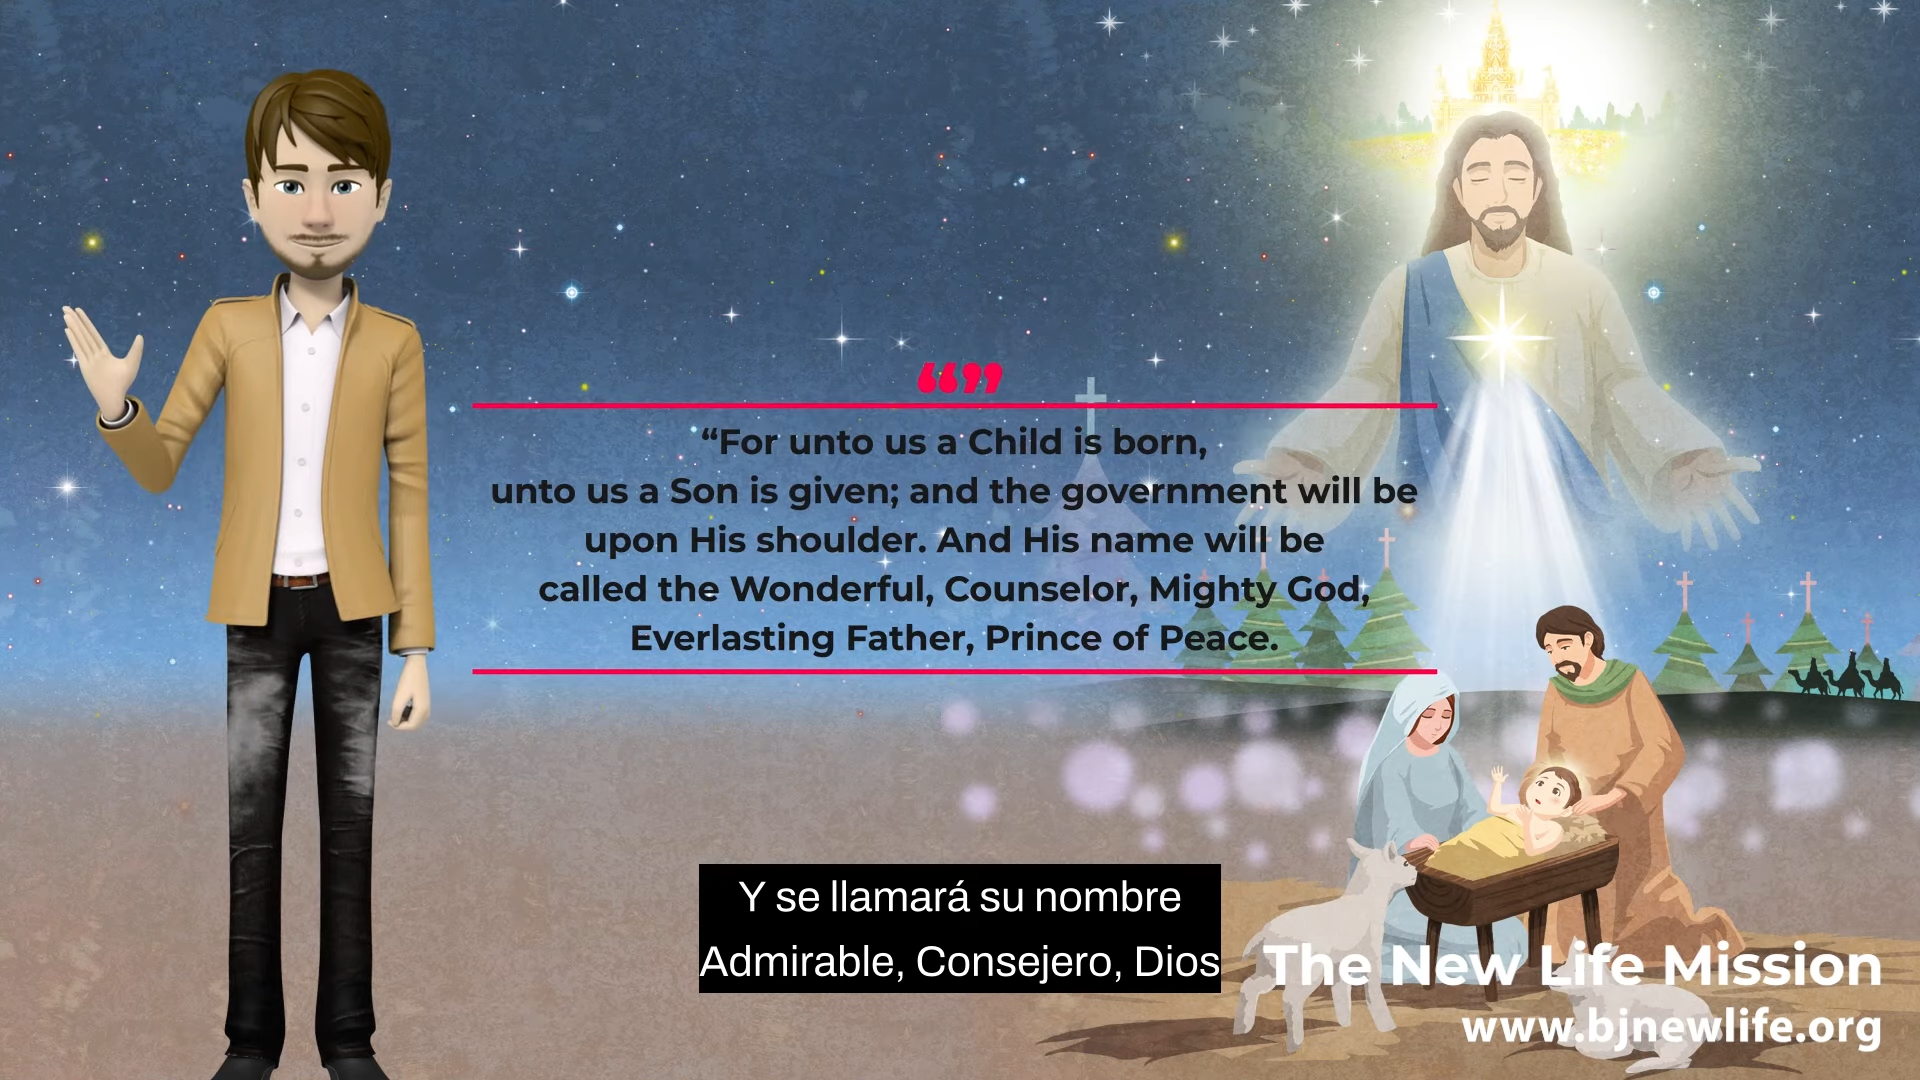 “For unto us a Child is born,
unto us a Son is given; and the government will be
upon His shoulder. And His name will be
called the Wonderful, Counselor, Mighty God,
Everlasting Father, Prince of Peace.
Y se llamará su nombre
Admirable, Consejero, Dios
The New Life Mission
www.bjnewlife.org